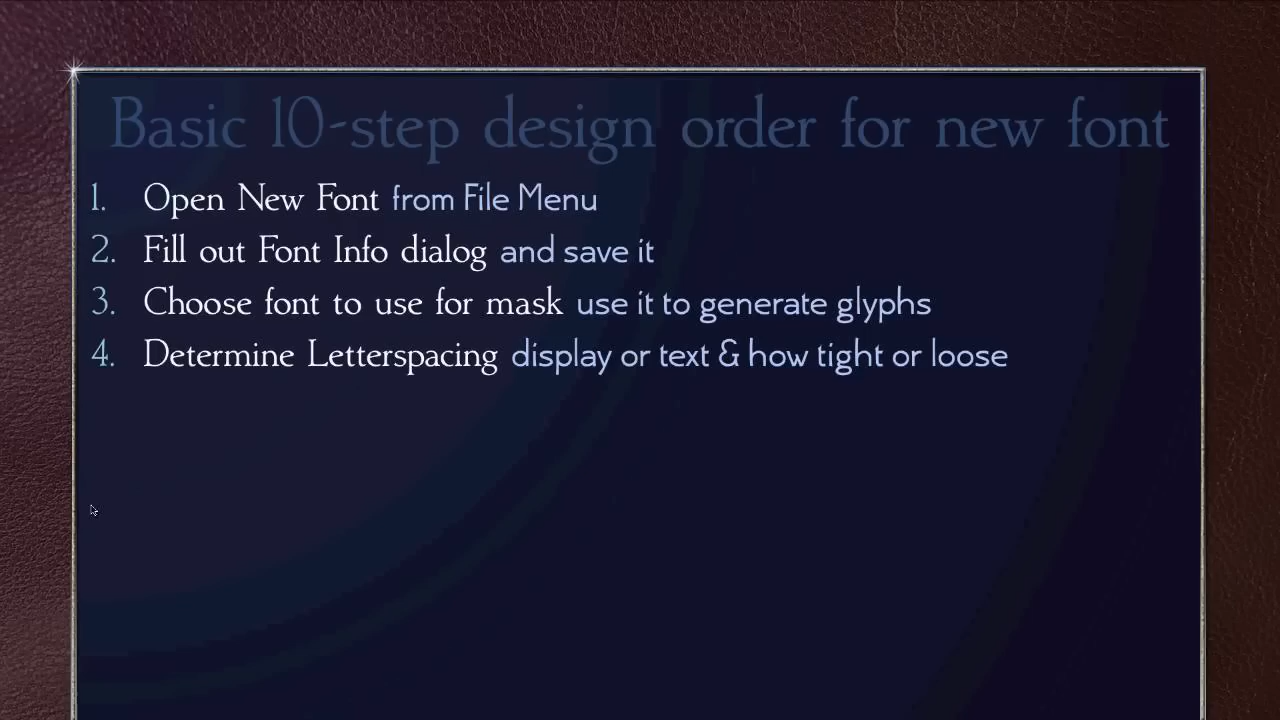 Basic 10-step design order for new font
1. Open New Font from File Menu
2. Fill out Font Info dialog and save it
3. Choose font to use for mask use it to generate glyphs
4. Determine Letterspacing display or text & how tight or loose